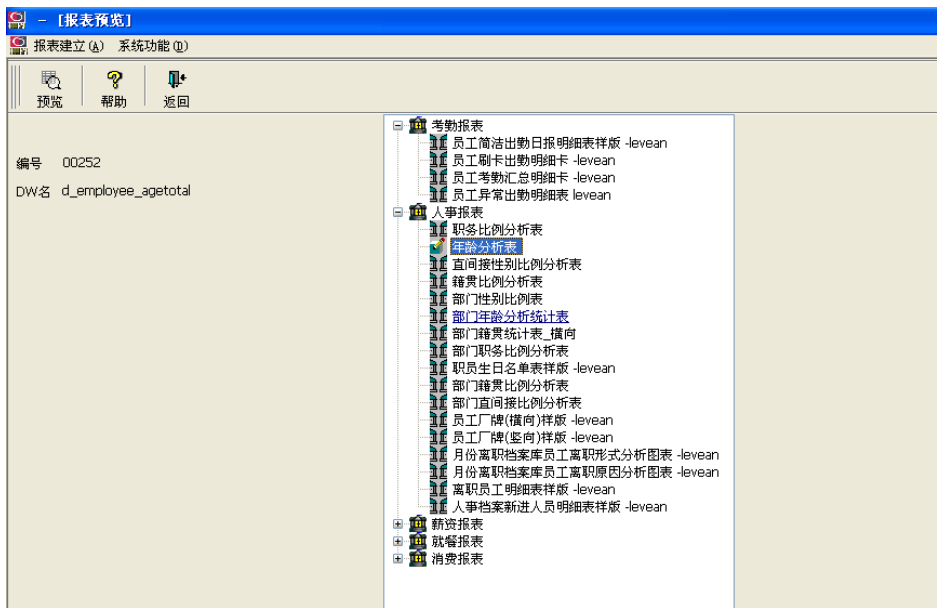 - [报表预览]
报表建立(A) 系统功能(D)
预览 帮助 返回
编号 00252
DW名 d_employee_agetotal
考勤报表
员工简洁出勤日报明细表样版 -levean
员工刷卡出勤明细卡 -levean
员工考勤汇总明细卡 -levean
员工异常出勤明细表 levean
人事报表
职务比例分析表
年龄分析表
直间接性别比例分析表
籍贯比例分析表
部门性别比例表
部门年龄分析统计表
部门籍贯统计表_横向
部门职务比例分析表
职员生日名单表样版 -levean
部门籍贯比例分析表
部门直间接比例分析表
员工厂牌(横向)样版 -levean
员工厂牌(竖向)样版 -levean
月份离职档案库员工离职形式分析图表 -levean
月份离职档案库员工离职原因分析图表 -levean
离职员工明细表样版 -levean
人事档案新进人员明细表样版 -levean
薪资报表
就餐报表
消费报表